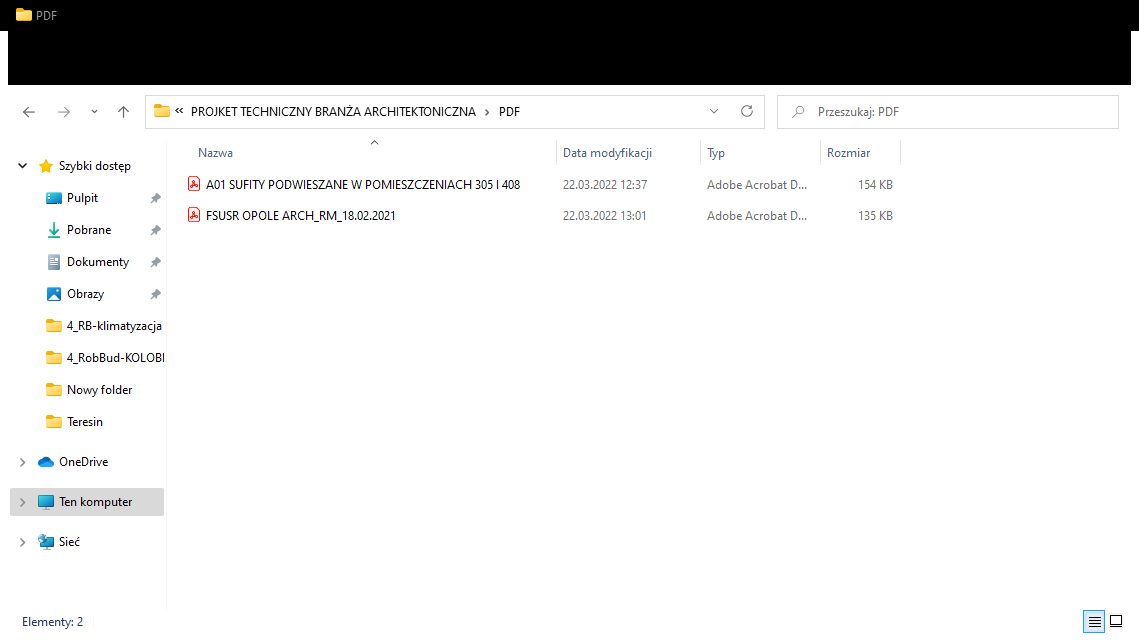 PDF
« PROJKET TECHNICZNY BRANŻA ARCHITEKTONICZNA > PDF
Przeszukaj: PDF
Nazwa Data modyfikacji Typ Rozmiar
A01 SUFITY PODWIESZANE W POMIESZCZENIACH 305 I 408 22.03.2022 12:37 Adobe Acrobat D... 154 KB
FSUSR OPOLE ARCH_RM_18.02.2021 22.03.2022 13:01 Adobe Acrobat D... 135 KB
Szybki dostęp
Pulpit
Pobrane
Dokumenty
Obrazy
4_RB-klimatyzacja
4_RobBud-KOLOBI
Nowy folder
Teresin
OneDrive
Ten komputer
Sieć
Elementy: 2